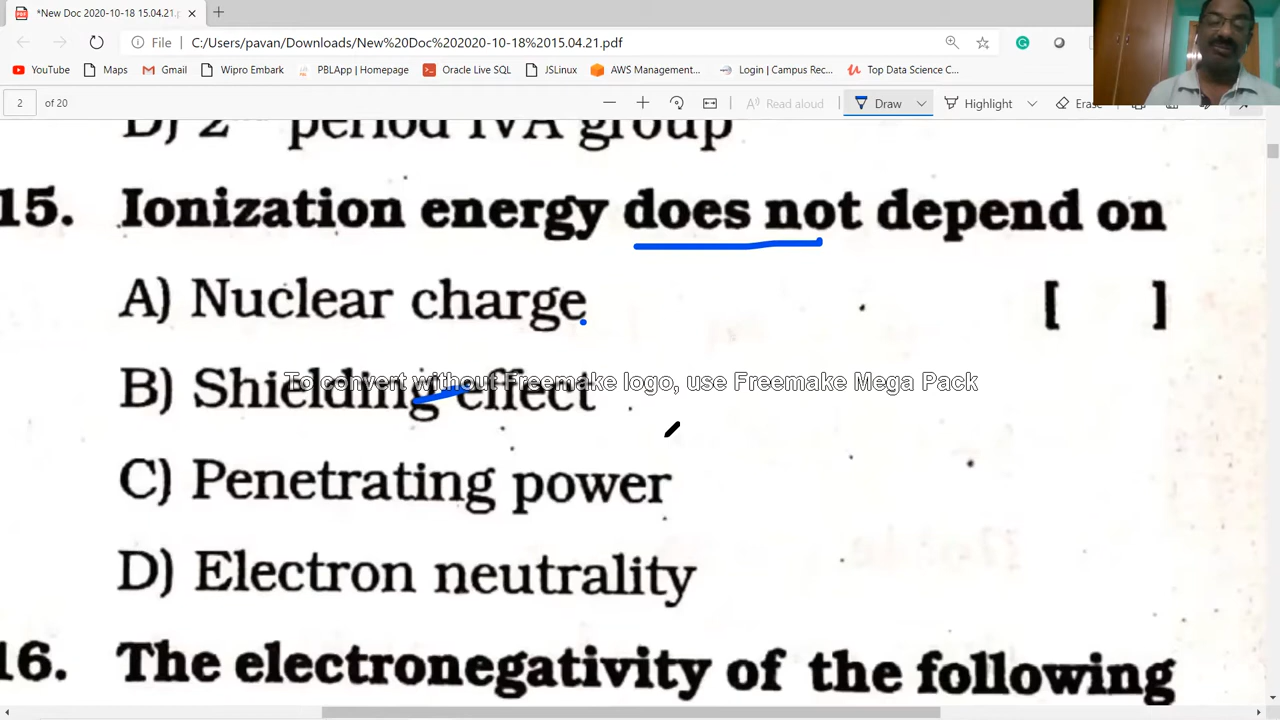 *New Doc 2020-10-18 15.04.21.p
File C:/Users/pavan/Downloads/New%20Doc%202020-10-18%2015.04.21.pdf
YouTube Maps Gmail Wipro Embark PBLApp | Homepage Oracle Live SQL JSLinux AWS Management... Login | Campus Rec... Top Data Science C...
2 of 20 Read aloud Draw Highlight Erase
D) 2nd period IVA group
15. Ionization energy does not depend on
A) Nuclear charge [ ]
B) Shielding effect
To convert without Freemake logo, use Freemake Mega Pack
C) Penetrating power
D) Electron neutrality
16. The electronegativity of the following